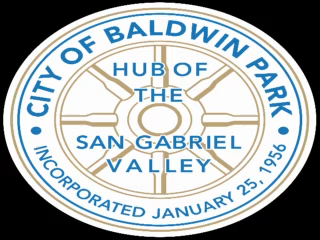 CITY OF BALDWIN PARK
HUB OF
THE
SAN GABRIEL
VALLEY
INCORPORATED JANUARY 25, 1956